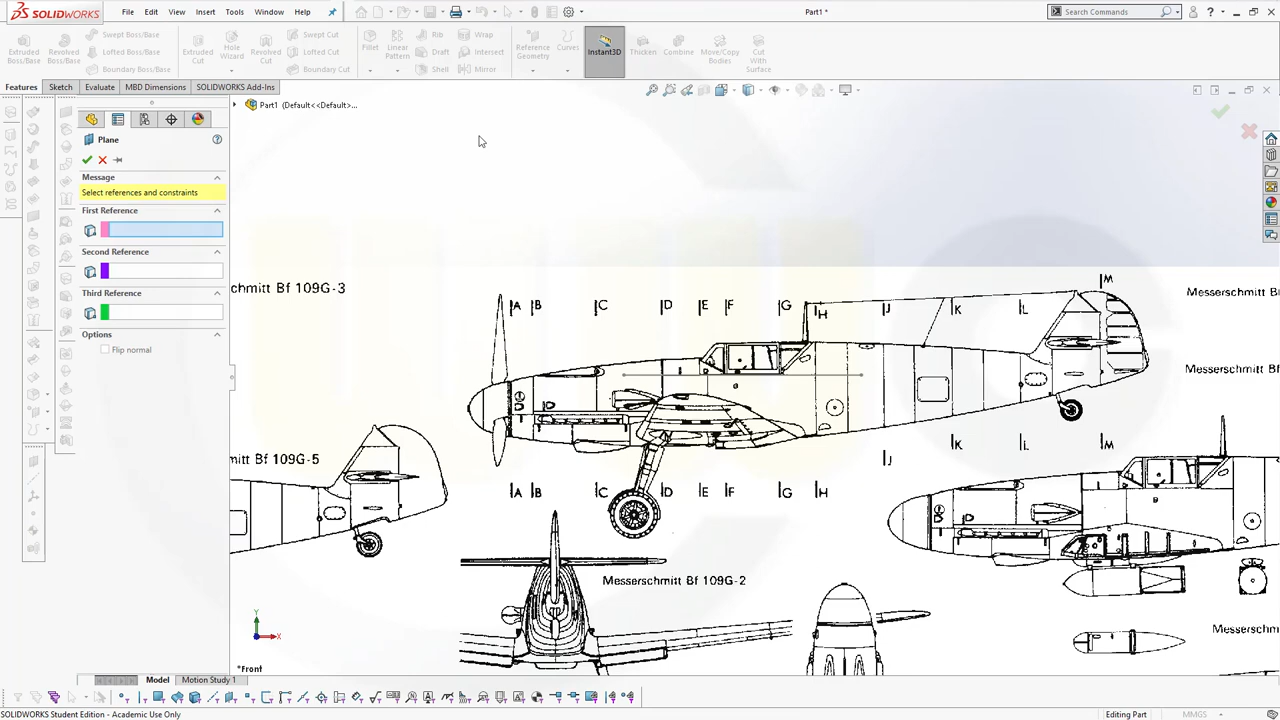 SOLIDWORKS File Edit View Insert Tools Window Help Part1 * Search Commands
Extruded Boss/Base Revolved Boss/Base Swept Boss/Base Lofted Boss/Base Boundary Boss/Base Extruded Cut Hole Wizard Revolved Cut Swept Cut Lofted Cut Boundary Cut Fillet Linear Pattern Rib Draft Shell Wrap Intersect Mirror Reference Geometry Curves Instant3D Thicken Combine Move/Copy Bodies Cut With Surface
Features Sketch Evaluate MBD Dimensions SOLIDWORKS Add-Ins
Part1 (Default<<Default>...
Plane
Message
Select references and constraints
First Reference
Second Reference
Third Reference
Options
Flip normal
schmitt Bf 109G-3
A B C D E F G H J K L M
Messerschmitt B
Messerschmitt
mitt Bf 109G-5
J K L M
A B C D E F G H
Messerschmitt Bf 109G-2
Messerschm
Y
X
*Front
Model Motion Study 1
SOLIDWORKS Student Edition - Academic Use Only
Editing Part MMGS